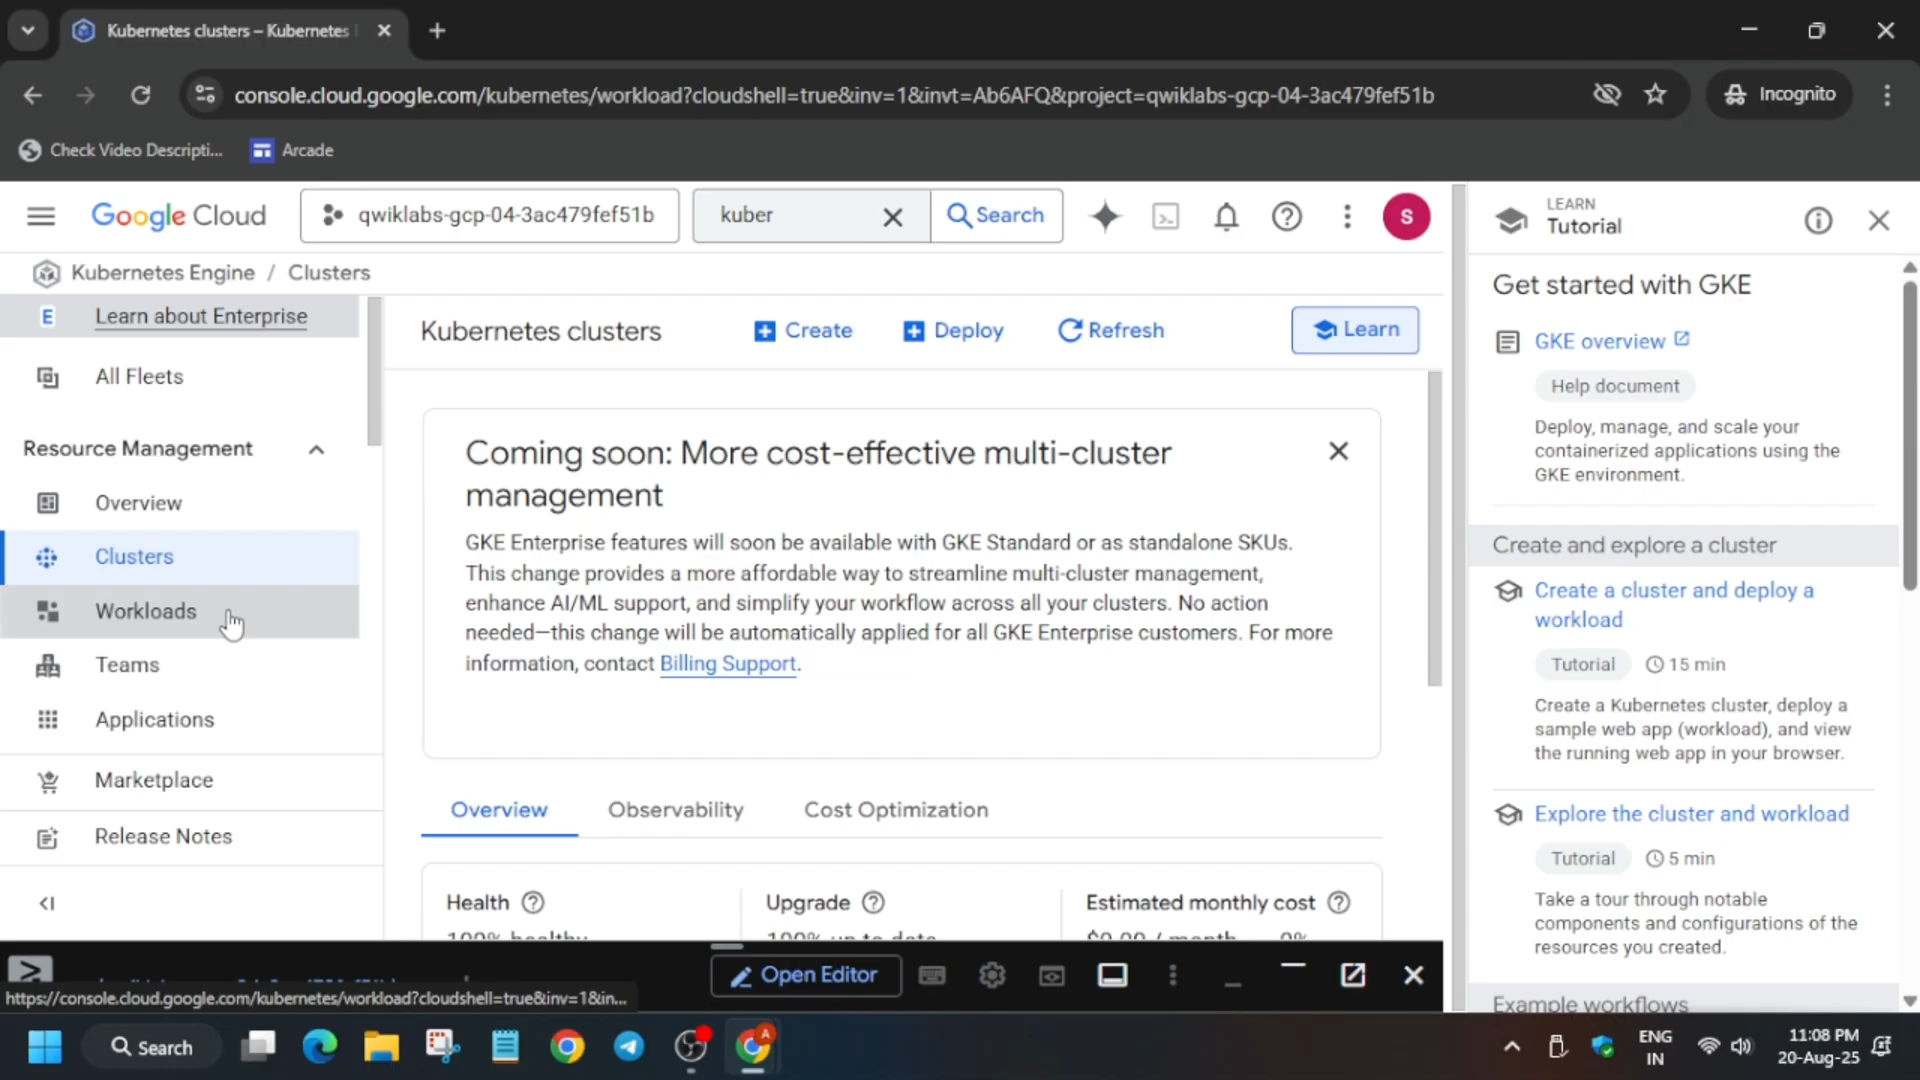 Kubernetes clusters – Kubernetes
console.cloud.google.com/kubernetes/workload?cloudshell=true&inv=1&invt=Ab6AFQ&project=qwiklabs-gcp-04-3ac479fef51b
Incognito
Check Video Descripti...
Arcade
Google Cloud
qwiklabs-gcp-04-3ac479fef51b
kuber
Search
S
LEARN
Tutorial
Kubernetes Engine / Clusters
E Learn about Enterprise
All Fleets
Resource Management
Overview
Clusters
Workloads
Teams
Applications
Marketplace
Release Notes
Kubernetes clusters
Create
Deploy
Refresh
Learn
Coming soon: More cost-effective multi-cluster
management
GKE Enterprise features will soon be available with GKE Standard or as standalone SKUs.
This change provides a more affordable way to streamline multi-cluster management,
enhance AI/ML support, and simplify your workflow across all your clusters. No action
needed—this change will be automatically applied for all GKE Enterprise customers. For more
information, contact Billing Support.
Overview
Observability
Cost Optimization
Health
Upgrade
Estimated monthly cost
100% healthy
100% up to date
$0.00 / month
0%
Get started with GKE
GKE overview
Help document
Deploy, manage, and scale your
containerized applications using the
GKE environment.
Create and explore a cluster
Create a cluster and deploy a
workload
Tutorial
15 min
Create a Kubernetes cluster, deploy a
sample web app (workload), and view
the running web app in your browser.
Explore the cluster and workload
Tutorial
5 min
Take a tour through notable
components and configurations of the
resources you created.
Example workflows
Open Editor
https://console.cloud.google.com/kubernetes/workload?cloudshell=true&inv=1&in...
Search
A
ENG
IN
11:08 PM
20-Aug-25